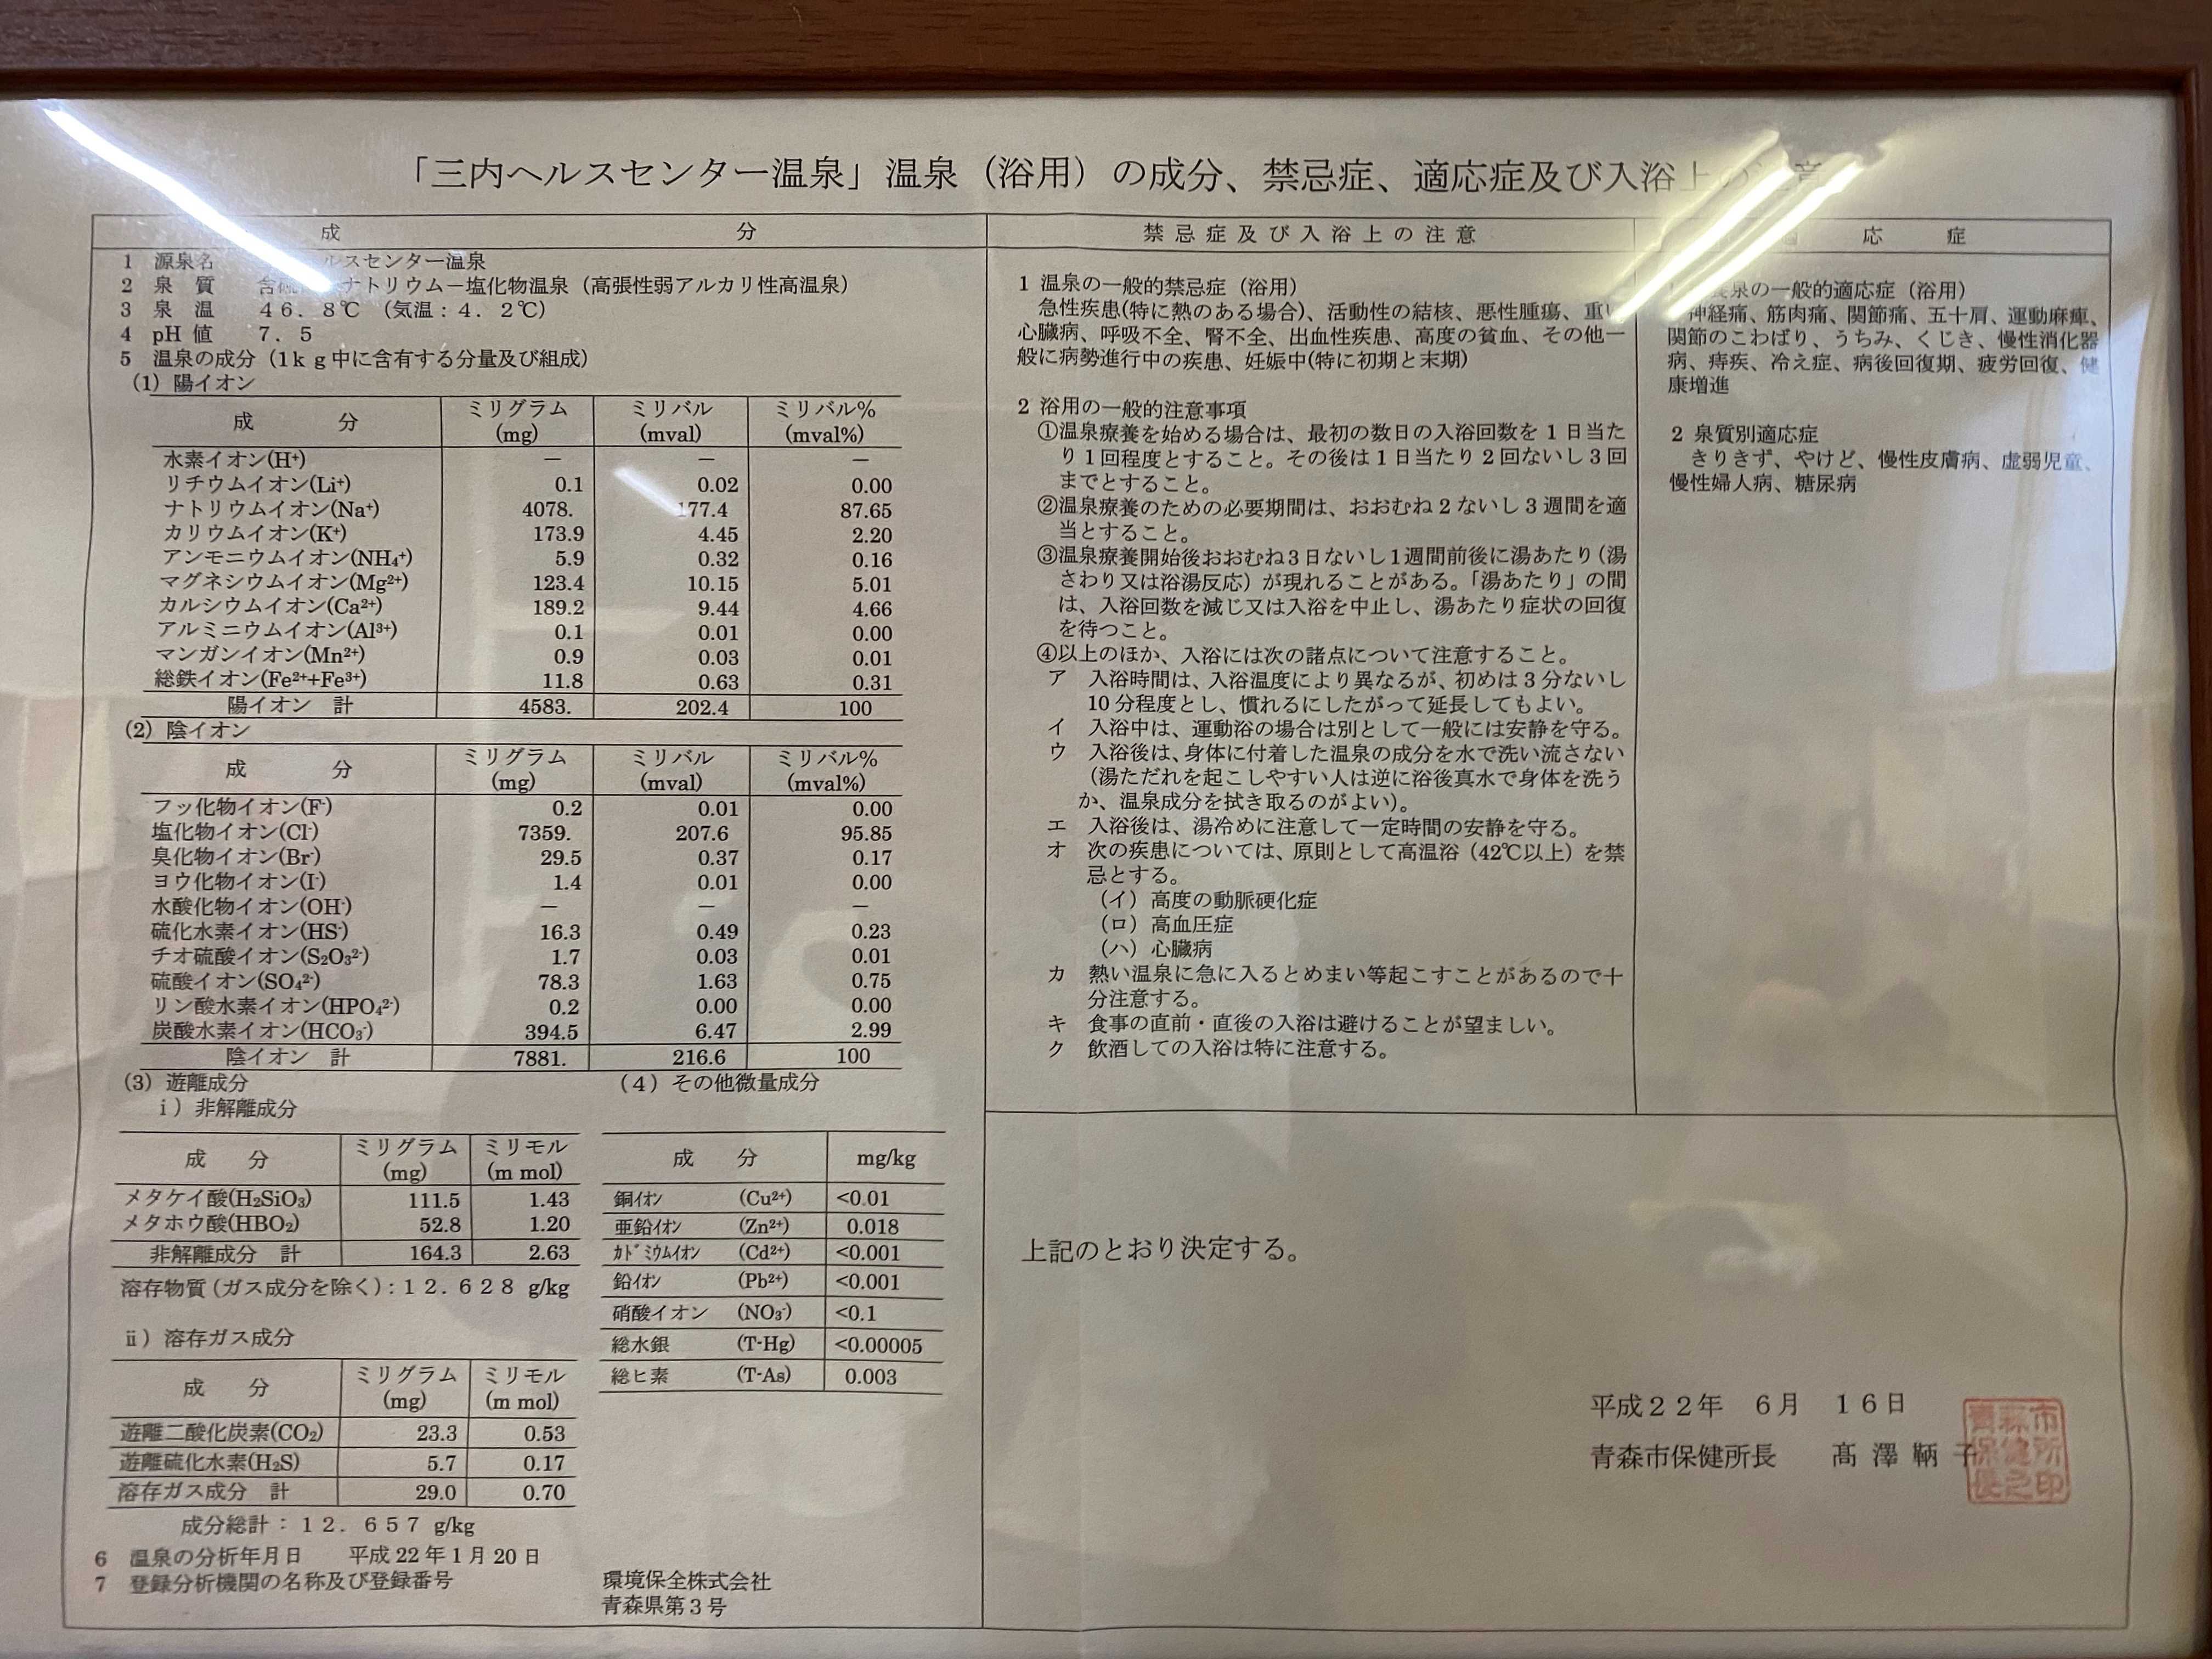 「三内ヘルスセンター温泉」温泉（浴用）の成分、禁忌症、適応症及び入浴上の注意
成 分
1 源泉名 ルスセンター温泉
2 泉 質 含硫 ナトリウム－塩化物温泉（高張性弱アルカリ性高温泉）
3 泉 温 ４６．８℃ （気温：４．２℃）
4 pH 値 ７．５
5 温泉の成分（1ｋｇ中に含有する分量及び組成）
(1) 陽イオン
成 分 ミリグラム(mg) ミリバル(mval) ミリバル%(mval%)
水素イオン(H⁺) － － －
リチウムイオン(Li⁺) 0.1 0.02 0.00
ナトリウムイオン(Na⁺) 4078. 177.4 87.65
カリウムイオン(K⁺) 173.9 4.45 2.20
アンモニウムイオン(NH₄⁺) 5.9 0.32 0.16
マグネシウムイオン(Mg²⁺) 123.4 10.15 5.01
カルシウムイオン(Ca²⁺) 189.2 9.44 4.66
アルミニウムイオン(Al³⁺) 0.1 0.01 0.00
マンガンイオン(Mn²⁺) 0.9 0.03 0.01
総鉄イオン(Fe²⁺+Fe³⁺) 11.8 0.63 0.31
陽イオン 計 4583. 202.4 100
(2) 陰イオン
成 分 ミリグラム(mg) ミリバル(mval) ミリバル%(mval%)
フッ化物イオン(F⁻) 0.2 0.01 0.00
塩化物イオン(Cl⁻) 7359. 207.6 95.85
臭化物イオン(Br⁻) 29.5 0.37 0.17
ヨウ化物イオン(I⁻) 1.4 0.01 0.00
水酸化物イオン(OH⁻) － － －
硫化水素イオン(HS⁻) 16.3 0.49 0.23
チオ硫酸イオン(S₂O₃²⁻) 1.7 0.03 0.01
硫酸イオン(SO₄²⁻) 78.3 1.63 0.75
リン酸水素イオン(HPO₄²⁻) 0.2 0.00 0.00
炭酸水素イオン(HCO₃⁻) 394.5 6.47 2.99
陰イオン 計 7881. 216.6 100
(3) 遊離成分
ⅰ）非解離成分
成 分 ミリグラム(mg) ミリモル(m mol)
メタケイ酸(H₂SiO₃) 111.5 1.43
メタホウ酸(HBO₂) 52.8 1.20
非解離成分 計 164.3 2.63
溶存物質（ガス成分を除く）：１２．６２８ g/kg
ⅱ）溶存ガス成分
成 分 ミリグラム(mg) ミリモル(m mol)
遊離二酸化炭素(CO₂) 23.3 0.53
遊離硫化水素(H₂S) 5.7 0.17
溶存ガス成分 計 29.0 0.70
成分総計：１２．６５７ g/kg
（４）その他微量成分
成 分 mg/kg
銅ｲｵﾝ (Cu²⁺) <0.01
亜鉛ｲｵﾝ (Zn²⁺) 0.018
ｶﾄﾞﾐｳﾑｲｵﾝ (Cd²⁺) <0.001
鉛ｲｵﾝ (Pb²⁺) <0.001
硝酸イオン (NO₃⁻) <0.1
総水銀 (T-Hg) <0.00005
総ヒ素 (T-As) 0.003
6 温泉の分析年月日 平成22年1月20日
7 登録分析機関の名称及び登録番号 環境保全株式会社
青森県第3号
禁忌症及び入浴上の注意
1 温泉の一般的禁忌症（浴用）
急性疾患(特に熱のある場合)、活動性の結核、悪性腫瘍、重い
心臓病、呼吸不全、腎不全、出血性疾患、高度の貧血、その他一
般に病勢進行中の疾患、妊娠中(特に初期と末期)
2 浴用の一般的注意事項
①温泉療養を始める場合は、最初の数日の入浴回数を1日当た
り1回程度とすること。その後は1日当たり2回ないし3回
までとすること。
②温泉療養のための必要期間は、おおむね2ないし3週間を適
当とすること。
③温泉療養開始後おおむね3日ないし1週間前後に湯あたり（湯
さわり又は浴湯反応）が現れることがある。「湯あたり」の間
は、入浴回数を減じ又は入浴を中止し、湯あたり症状の回復
を待つこと。
④以上のほか、入浴には次の諸点について注意すること。
ア 入浴時間は、入浴温度により異なるが、初めは3分ないし
10分程度とし、慣れるにしたがって延長してもよい。
イ 入浴中は、運動浴の場合は別として一般には安静を守る。
ウ 入浴後は、身体に付着した温泉の成分を水で洗い流さない
（湯ただれを起こしやすい人は逆に浴後真水で身体を洗う
か、温泉成分を拭き取るのがよい）。
エ 入浴後は、湯冷めに注意して一定時間の安静を守る。
オ 次の疾患については、原則として高温浴（42℃以上）を禁
忌とする。
（イ）高度の動脈硬化症
（ロ）高血圧症
（ハ）心臓病
カ 熱い温泉に急に入るとめまい等起こすことがあるので十
分注意する。
キ 食事の直前・直後の入浴は避けることが望ましい。
ク 飲酒しての入浴は特に注意する。
応 症
泉の一般的適応症（浴用）
神経痛、筋肉痛、関節痛、五十肩、運動麻痺、
関節のこわばり、うちみ、くじき、慢性消化器
病、痔疾、冷え症、病後回復期、疲労回復、健
康増進
2 泉質別適応症
きりきず、やけど、慢性皮膚病、虚弱児童、
慢性婦人病、糖尿病
上記のとおり決定する。
平成２２年 ６月 １６日
青森市保健所長 髙 澤 鞆 子
青森市
保健所
長之印